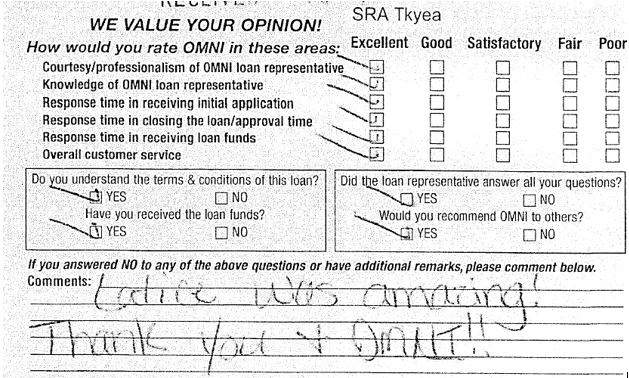 RECEIVED
WE VALUE YOUR OPINION!
SRA Tkyea
How would you rate OMNI in these areas: Excellent Good Satisfactory Fair Poor
Courtesy/professionalism of OMNI loan representative
Knowledge of OMNI loan representative
Response time in receiving initial application
Response time in closing the loan/approval time
Response time in receiving loan funds
Overall customer service
Do you understand the terms & conditions of this loan?
YES NO
Have you received the loan funds?
YES NO
Did the loan representative answer all your questions?
YES NO
Would you recommend OMNI to others?
YES NO
If you answered NO to any of the above questions or have additional remarks, please comment below.
Comments: Latice was amazing!
Thank you + OMNI!!